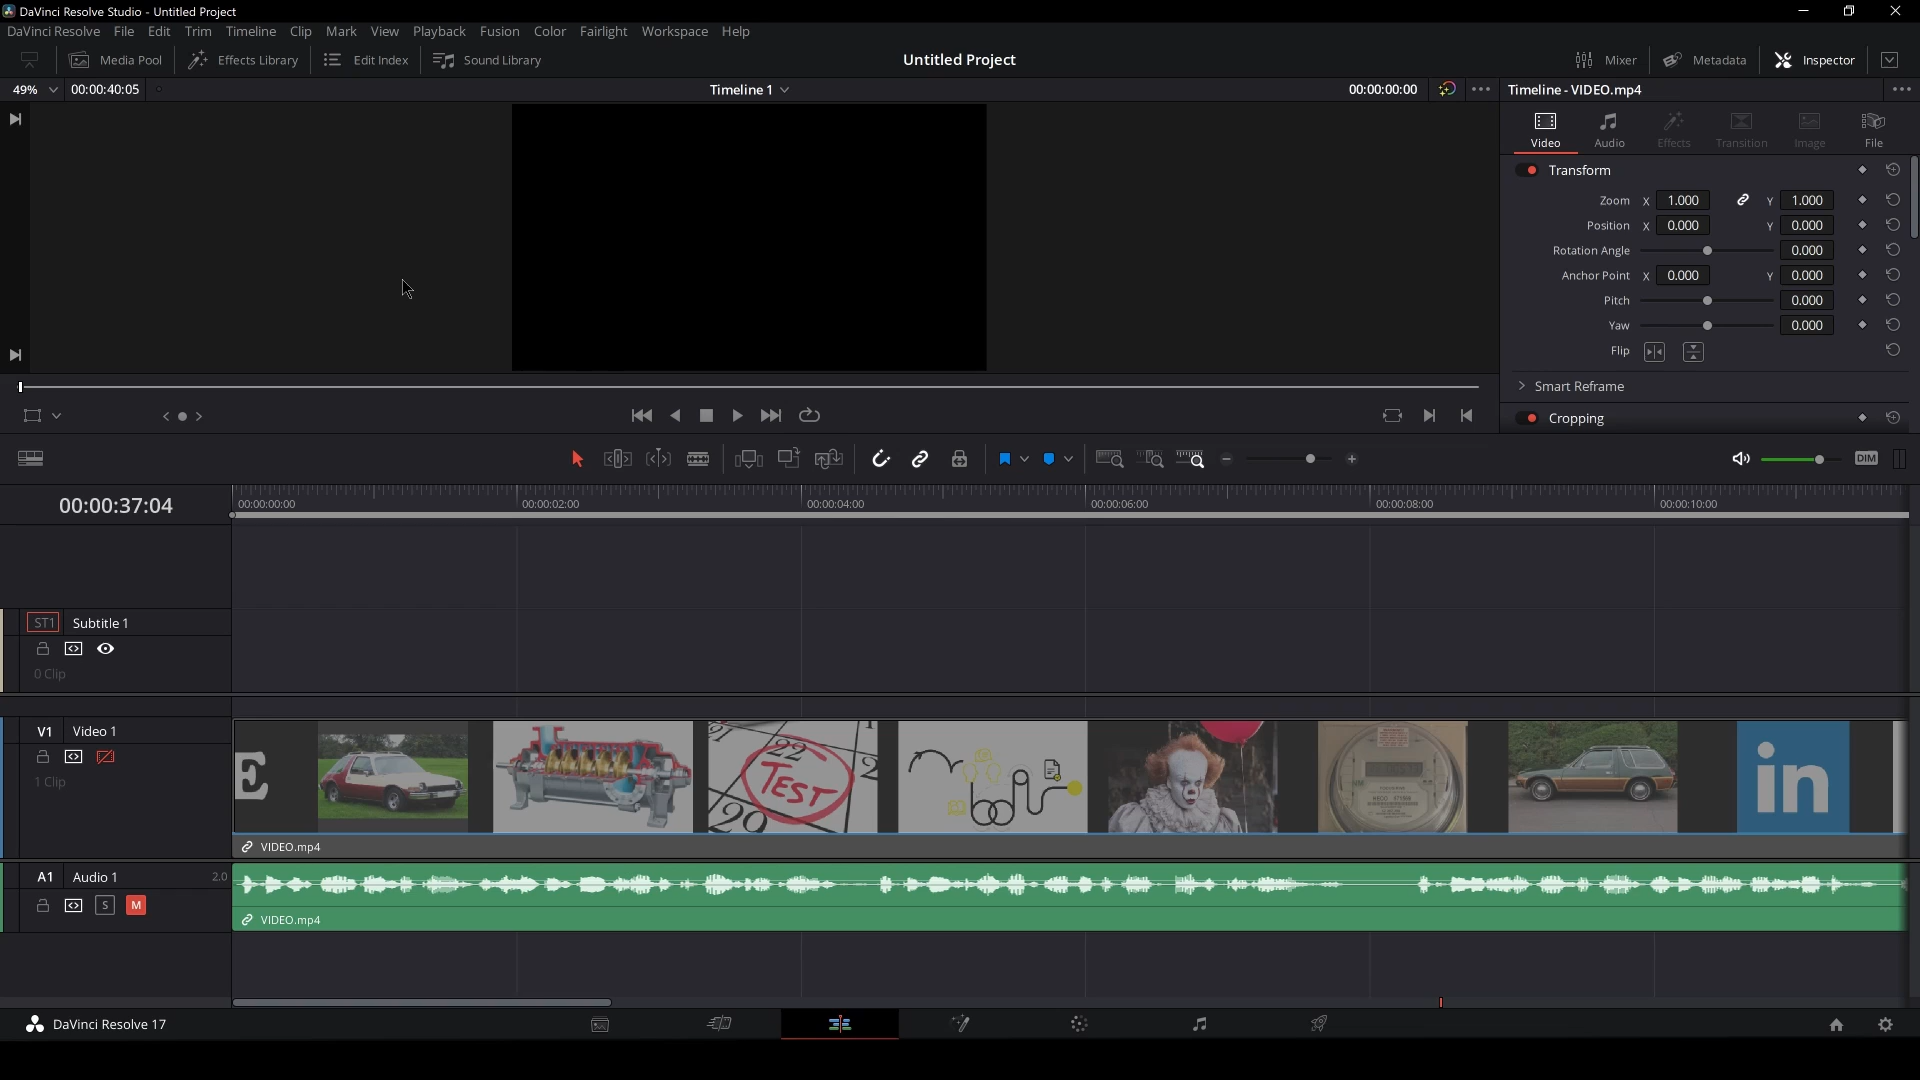 DaVinci Resolve Studio - Untitled Project
DaVinci Resolve File Edit Trim Timeline Clip Mark View Playback Fusion Color Fairlight Workspace Help
Media Pool Effects Library Edit Index Sound Library Untitled Project Mixer Metadata Inspector
49% 00:00:40:05 Timeline 1 00:00:00:00 Timeline - VIDEO.mp4
Video Audio Effects Transition Image File
Transform
Zoom X 1.000 Y 1.000
Position X 0.000 Y 0.000
Rotation Angle 0.000
Anchor Point X 0.000 Y 0.000
Pitch 0.000
Yaw 0.000
Flip
Smart Reframe
Cropping
DIM
00:00:37:04 00:00:00:00 00:00:02:00 00:00:04:00 00:00:06:00 00:00:08:00 00:00:10:00
ST1 Subtitle 1
0 Clip
V1 Video 1
1 Clip
E 21 22 TEST 29 in
VIDEO.mp4
A1 Audio 1 2.0
S M
VIDEO.mp4
DaVinci Resolve 17